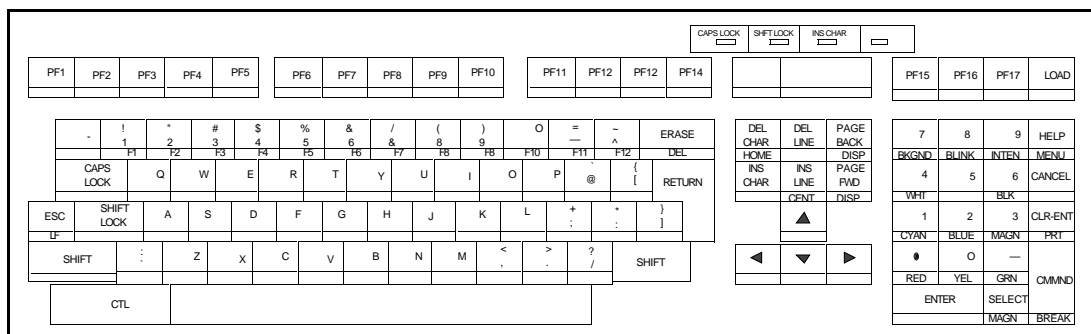 CAPS LOCK SHFT LOCK INS CHAR
PF1 PF2 PF3 PF4 PF5 PF6 PF7 PF8 PF9 PF10 PF11 PF12 PF12 PF14 PF15 PF16 PF17 LOAD
! " # $ % & / ( ) O = ~ ERASE DEL DEL PAGE 7 8 9 HELP
- 1 2 3 4 5 6 & 8 9 — ^ CHAR LINE BACK
F1 F2 F3 F4 F5 F6 F7 F8 F8 F10 F11 F12 DEL HOME DISP BKGND BLINK INTEN MENU
CAPS Q W E R T Y U I O P ` { RETURN INS INS PAGE 4 5 6 CANCEL
LOCK @ [ CHAR LINE FWD
CENT DISP WHT BLK
ESC SHIFT A S D F G H J K L + * } 1 2 3 CLR-ENT
LOCK ; : ]
LF CYAN BLUE MAGN PRT
SHIFT : Z X C V B N M < > ? SHIFT O — CMMND
. , . /
RED YEL GRN
CTL ENTER SELECT
MAGN BREAK